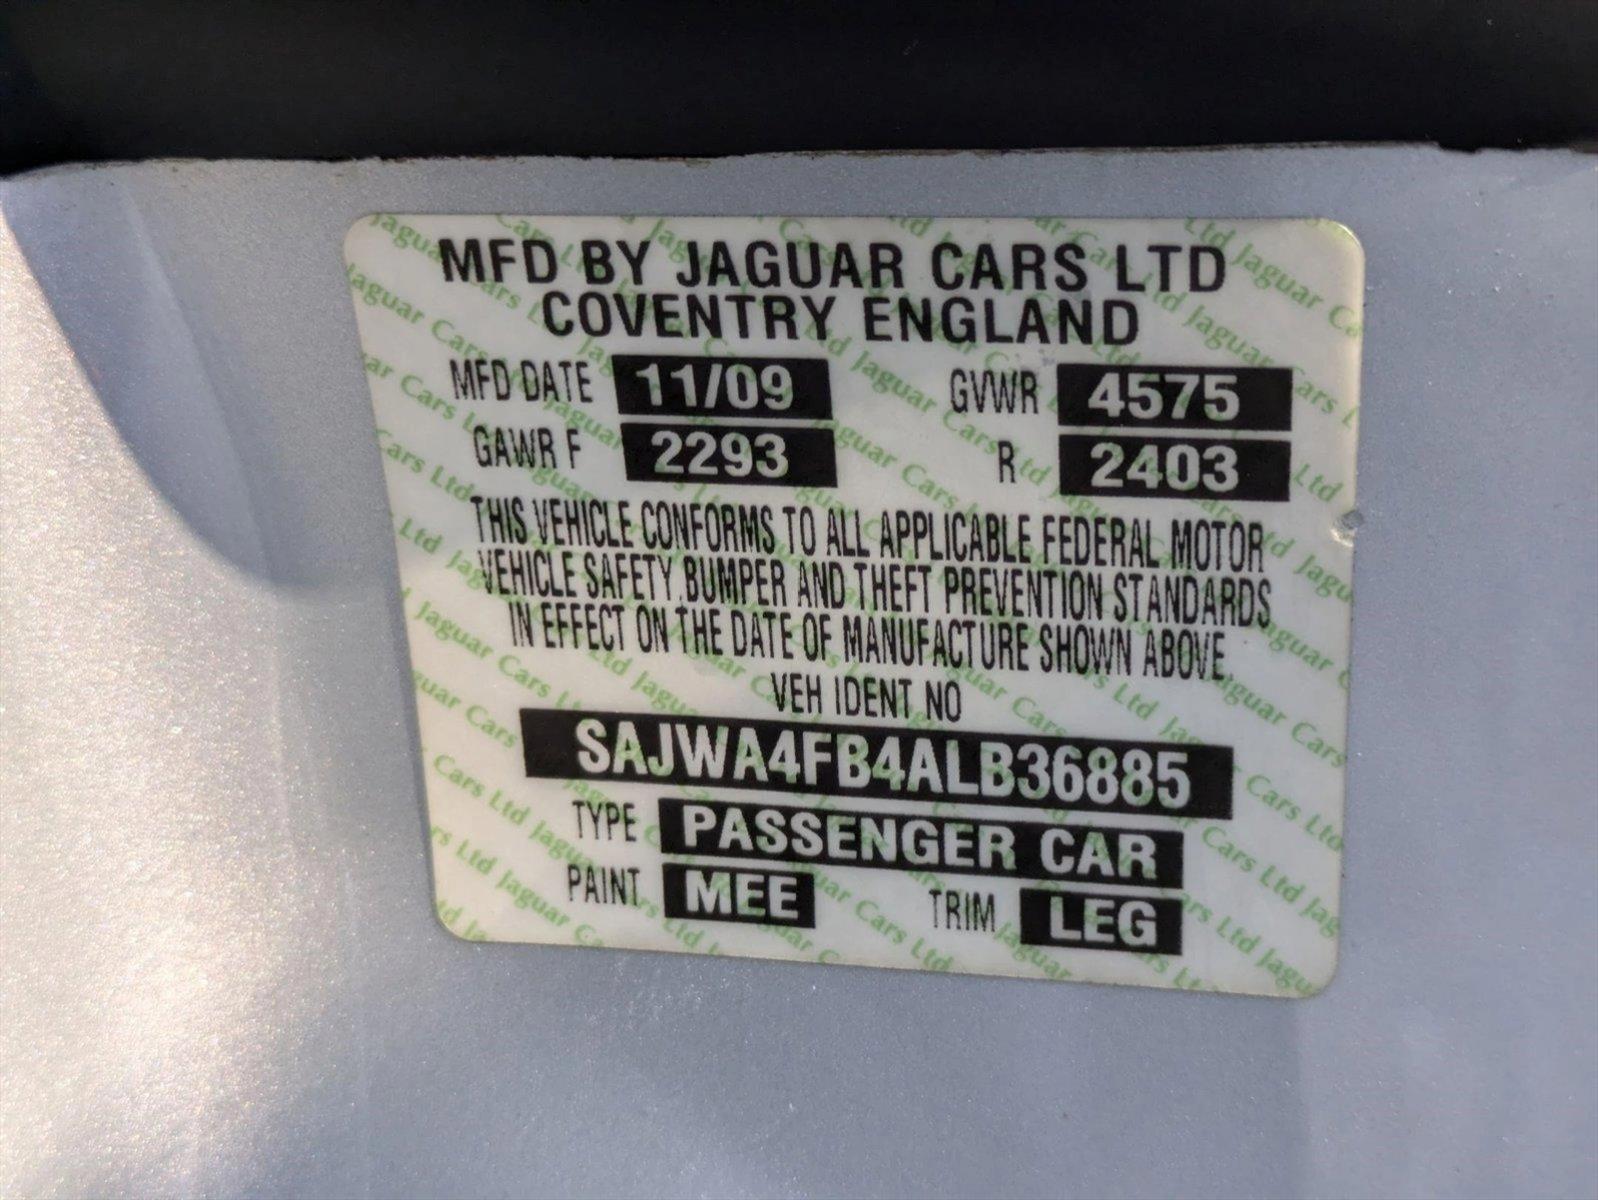 MFD BY JAGUAR CARS LTD
COVENTRY ENGLAND
MFD DATE 11/09 GVWR 4575
GAWR F 2293 R 2403
THIS VEHICLE CONFORMS TO ALL APPLICABLE FEDERAL MOTOR
VEHICLE SAFETY, BUMPER AND THEFT PREVENTION STANDARDS
IN EFFECT ON THE DATE OF MANUFACTURE SHOWN ABOVE.
VEH IDENT NO
SAJWA4FB4ALB36885
TYPE PASSENGER CAR
PAINT MEE TRIM LEG